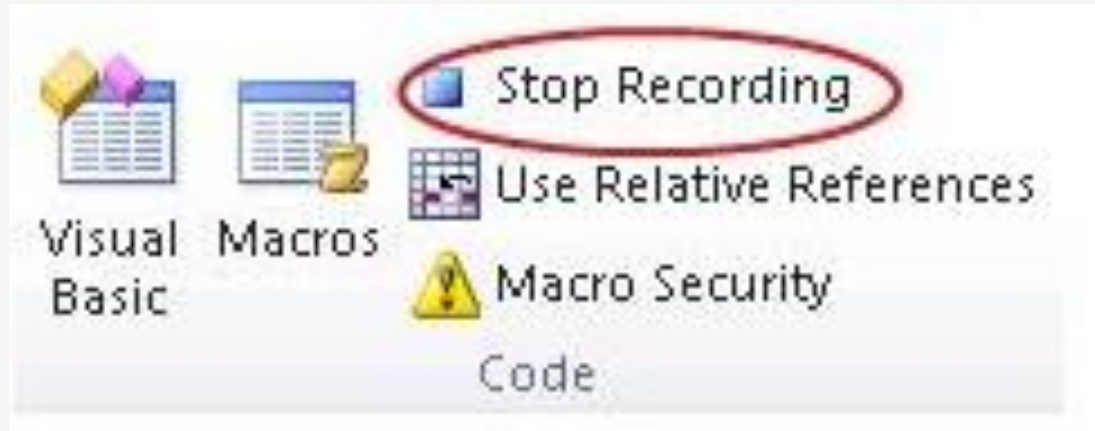 Stop Recording
Use Relative References
Visual Basic
Macros
Macro Security
Code